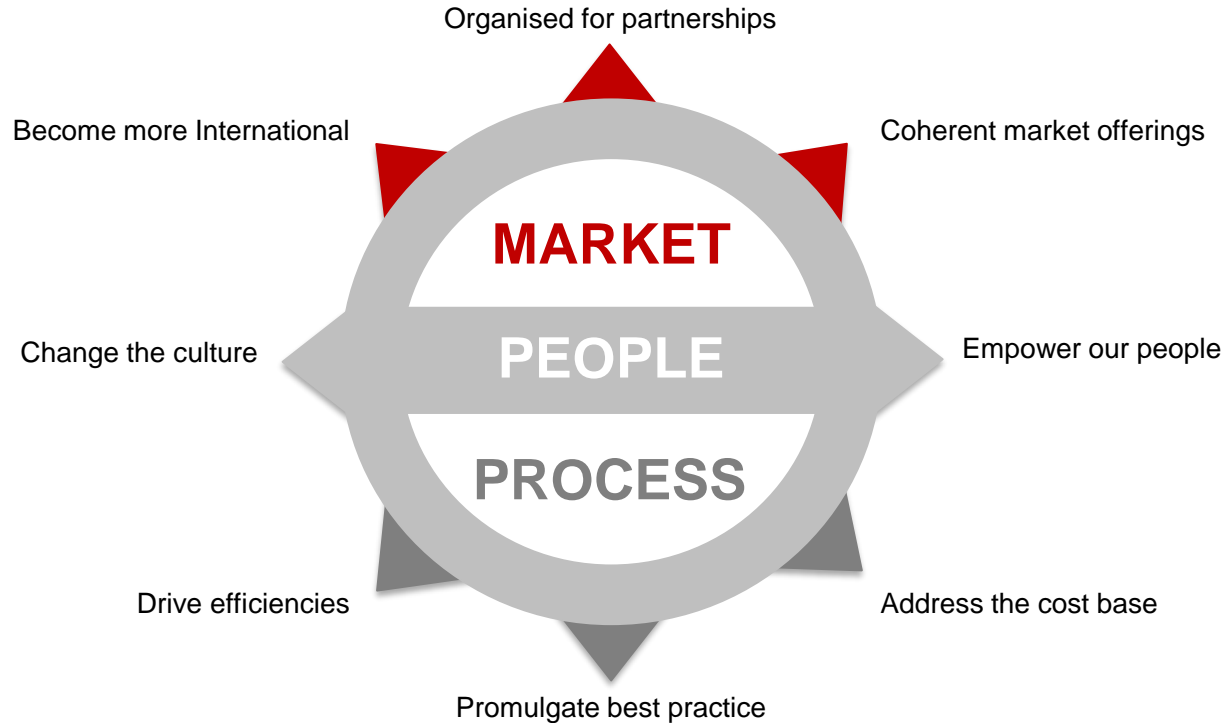 Organised for partnerships
Become more International
Coherent market offerings
MARKET
Change the culture
PEOPLE
Empower our people
PROCESS
Drive efficiencies
Address the cost base
Promulgate best practice